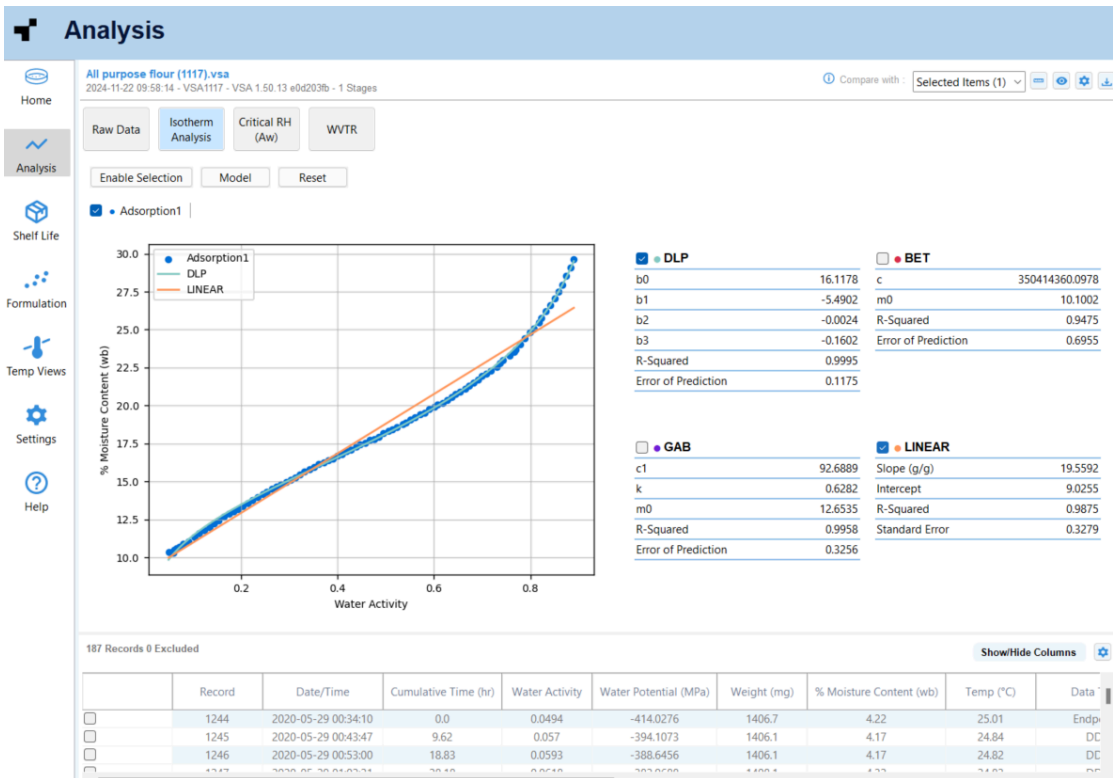 Analysis
Home
Analysis
Shelf Life
Formulation
Temp Views
Settings
Help
All purpose flour (1117).vsa
2024-11-22 09:58:14 - VSA1117 - VSA 1.50.13 e0d203fb - 1 Stages
Compare with :
Selected Items (1)
Raw Data
Isotherm
Analysis
Critical RH
(Aw)
WVTR
Enable Selection
Model
Reset
Adsorption1
% Moisture Content (wb)
30.0
27.5
25.0
22.5
20.0
17.5
15.0
12.5
10.0
Adsorption1
DLP
LINEAR
0.2 0.4 0.6 0.8
Water Activity
DLP
b0 16.1178
b1 -5.4902
b2 -0.0024
b3 -0.1602
R-Squared 0.9995
Error of Prediction 0.1175
BET
c 350414360.0978
m0 10.1002
R-Squared 0.9475
Error of Prediction 0.6955
GAB
c1 92.6889
k 0.6282
m0 12.6535
R-Squared 0.9958
Error of Prediction 0.3256
LINEAR
Slope (g/g) 19.5592
Intercept 9.0255
R-Squared 0.9875
Standard Error 0.3279
187 Records 0 Excluded
Show/Hide Columns
Record Date/Time Cumulative Time (hr) Water Activity Water Potential (MPa) Weight (mg) % Moisture Content (wb) Temp (°C) Data
1244 2020-05-29 00:34:10 0.0 0.0494 -414.0276 1406.7 4.22 25.01
1245 2020-05-29 00:43:47 9.62 0.057 -394.1073 1406.1 4.17 24.84
1246 2020-05-29 00:53:00 18.83 0.0593 -388.6456 1406.1 4.17 24.82